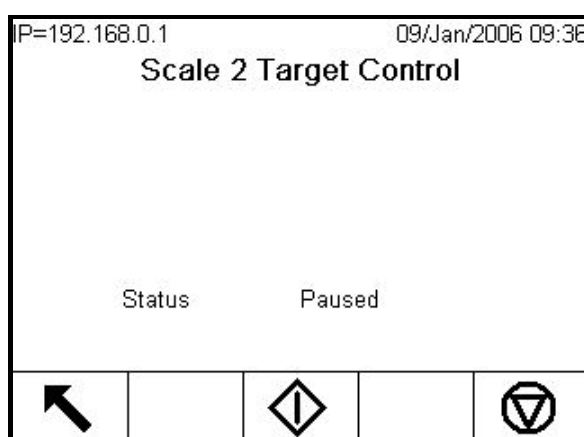 IP=192.168.0.1 09/Jan/2006 09:36
Scale 2 Target Control
Status Paused